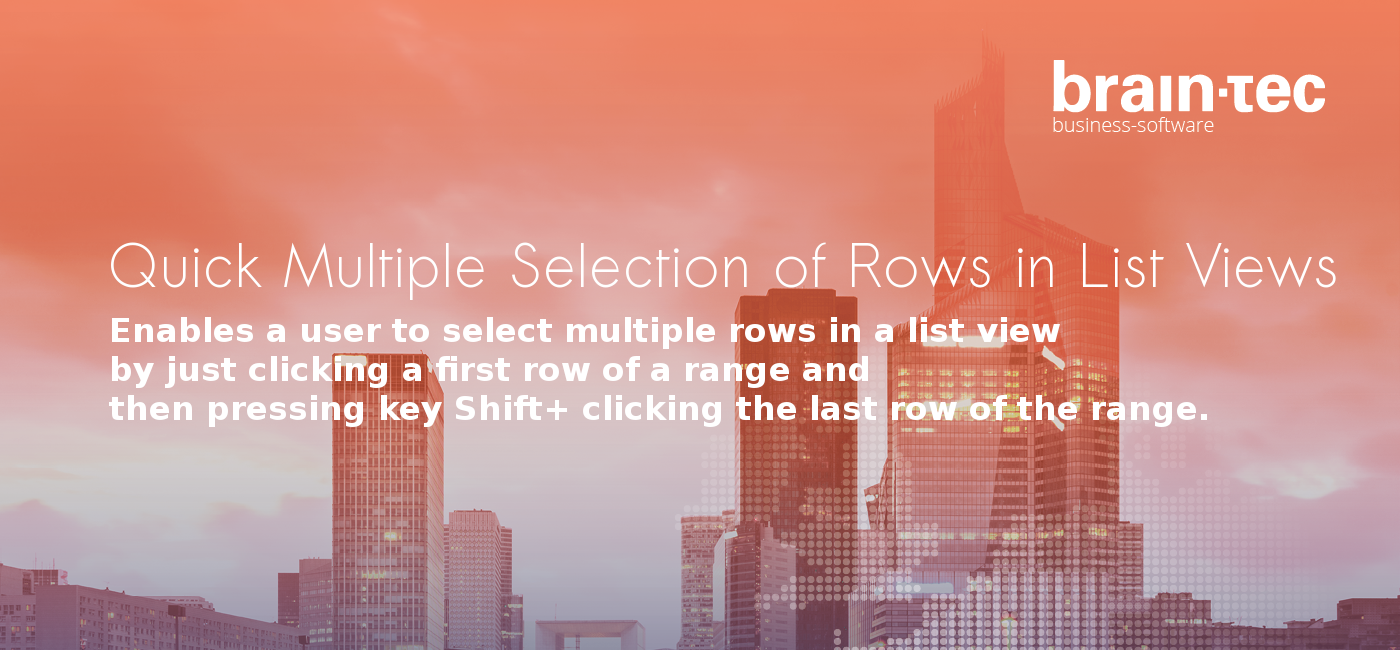 brain·tec
business-software
Quick Multiple Selection of Rows in List Views
Enables a user to select multiple rows in a list view
by just clicking a first row of a range and
then pressing key Shift+ clicking the last row of the range.